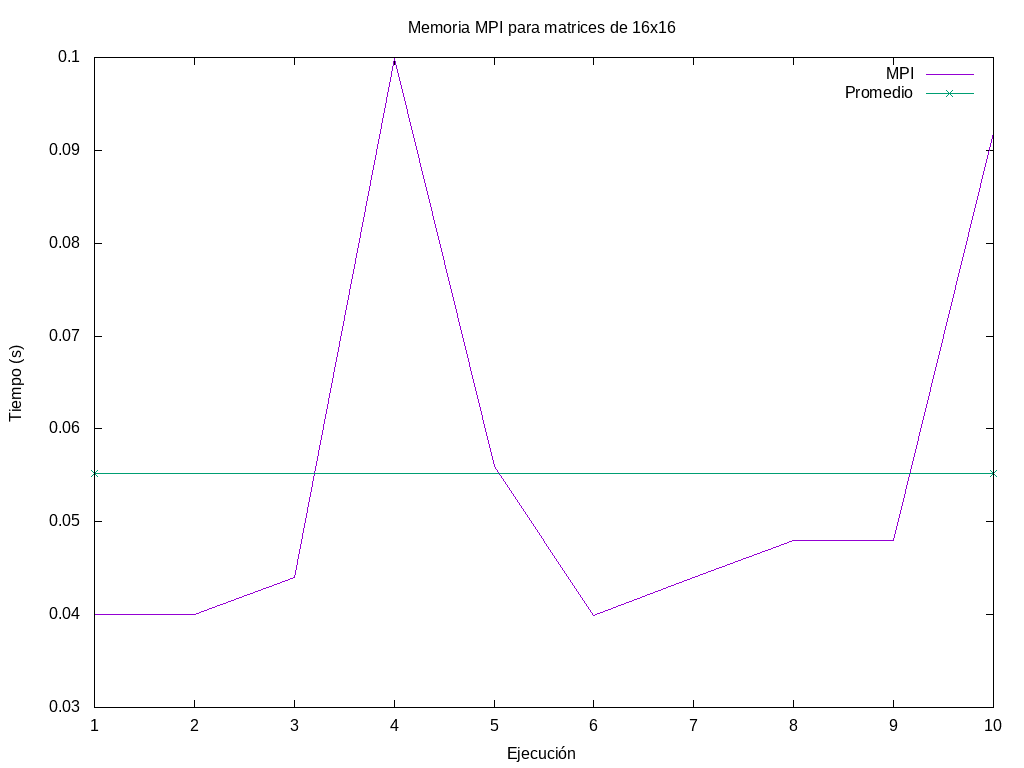 Memoria MPI para matrices de 16x16
MPI
Promedio
0.1
0.09
0.08
0.07
0.06
0.05
0.04
0.03
Tiempo (s)
1 2 3 4 5 6 7 8 9 10
Ejecución